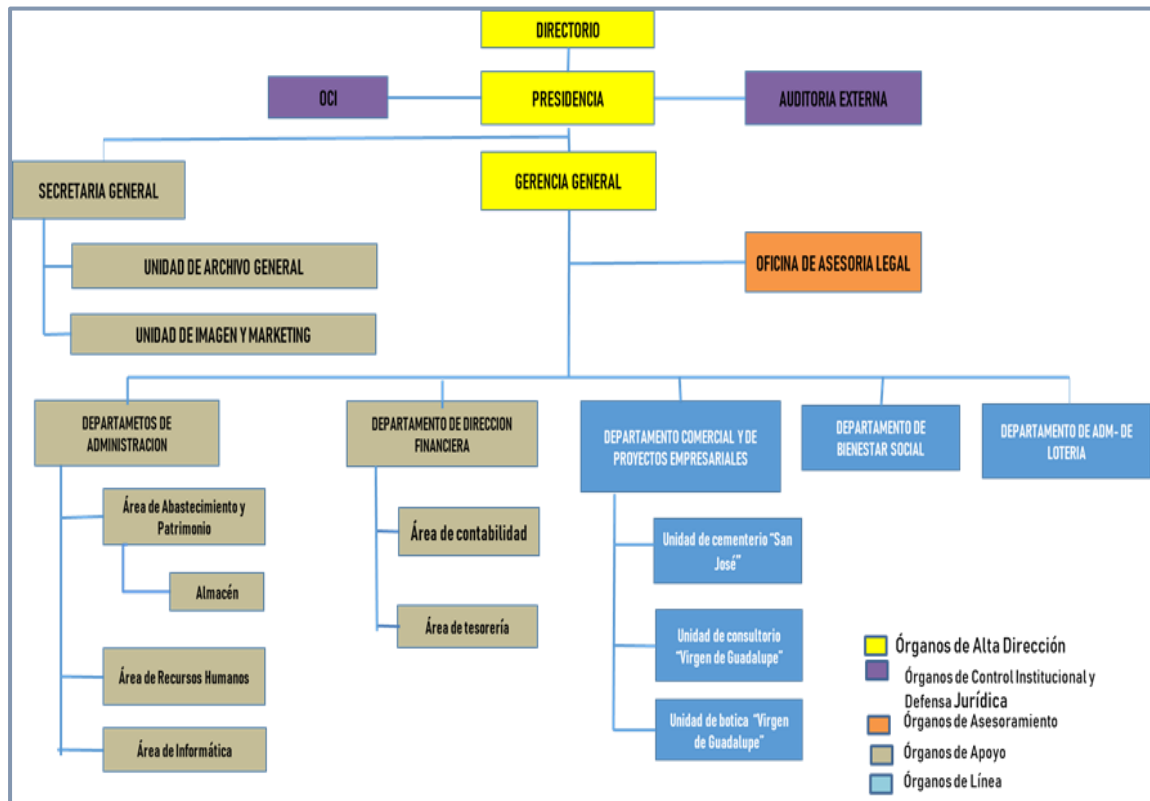 DIRECTORIO
OCI
PRESIDENCIA
AUDITORIA EXTERNA
SECRETARIA GENERAL
GERENCIA GENERAL
UNIDAD DE ARCHIVO GENERAL
OFICINA DE ASESORIA LEGAL
UNIDAD DE IMAGEN Y MARKETING
DEPARTAMETOS DE
ADMINISTRACION
DEPARTAMENTO DE DIRECCION
FINANCIERA
DEPARTAMENTO COMERCIAL Y DE
PROYECTOS EMPRESARIALES
DEPARTAMENTO DE
BIENESTAR SOCIAL
DEPARTAMENTO DE ADM- DE
LOTERIA
Área de Abastecimiento y
Patrimonio
Almacén
Área de Recursos Humanos
Área de Informática
Área de contabilidad
Área de tesorería
Unidad de cementerio "San
José"
Unidad de consultorio
"Virgen de Guadalupe"
Unidad de botica "Virgen
de Guadalupe"
Órganos de Alta Dirección
Órganos de Control Institucional y
Defensa Jurídica
Órganos de Asesoramiento
Órganos de Apoyo
Órganos de Línea